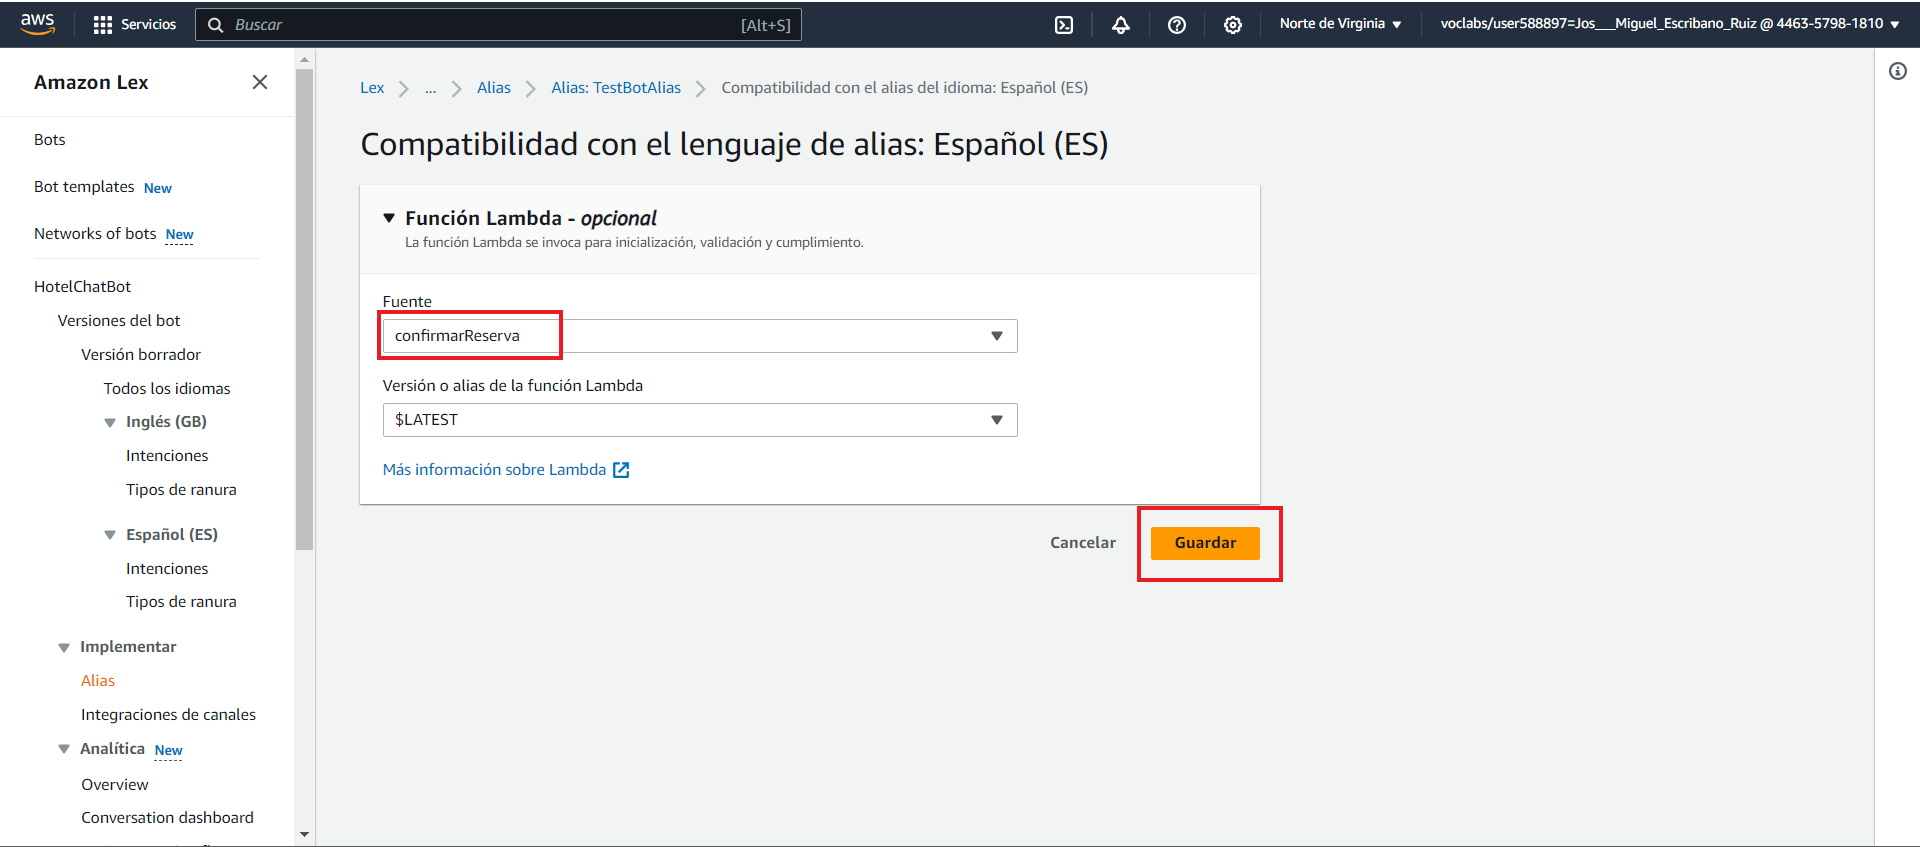 aws
Servicios
Buscar
[Alt+S]
Norte de Virginia
voclabs/user588897=Jos___Miguel_Escribano_Ruiz @ 4463-5798-1810
Amazon Lex
Bots
Bot templates New
Networks of bots New
HotelChatBot
Versiones del bot
Versión borrador
Todos los idiomas
Inglés (GB)
Intenciones
Tipos de ranura
Español (ES)
Intenciones
Tipos de ranura
Implementar
Alias
Integraciones de canales
Analítica New
Overview
Conversation dashboard
Lex
...
Alias
Alias: TestBotAlias
Compatibilidad con el alias del idioma: Español (ES)
Compatibilidad con el lenguaje de alias: Español (ES)
Función Lambda - opcional
La función Lambda se invoca para inicialización, validación y cumplimiento.
Fuente
confirmarReserva
Versión o alias de la función Lambda
$LATEST
Más información sobre Lambda
Cancelar
Guardar